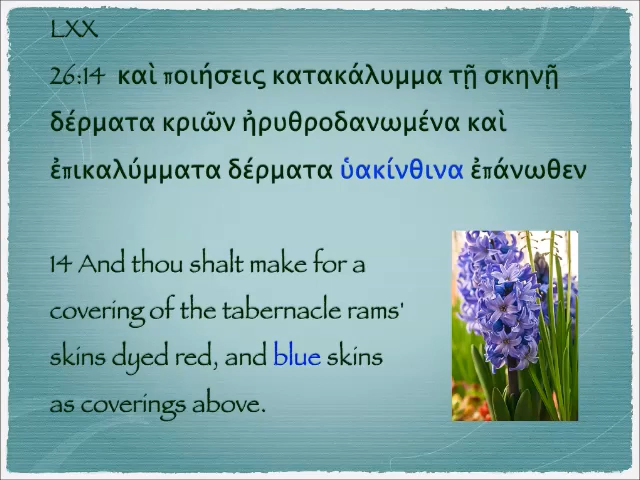 LXX
26:14 καὶ ποιήσεις κατακάλυμμα τῇ σκηνῇ
δέρματα κριῶν ἠρυθροδανωμένα καὶ
ἐπικαλύμματα δέρματα ὑακίνθινα ἐπάνωθεν
14 And thou shalt make for a
covering of the tabernacle rams'
skins dyed red, and blue skins
as coverings above.